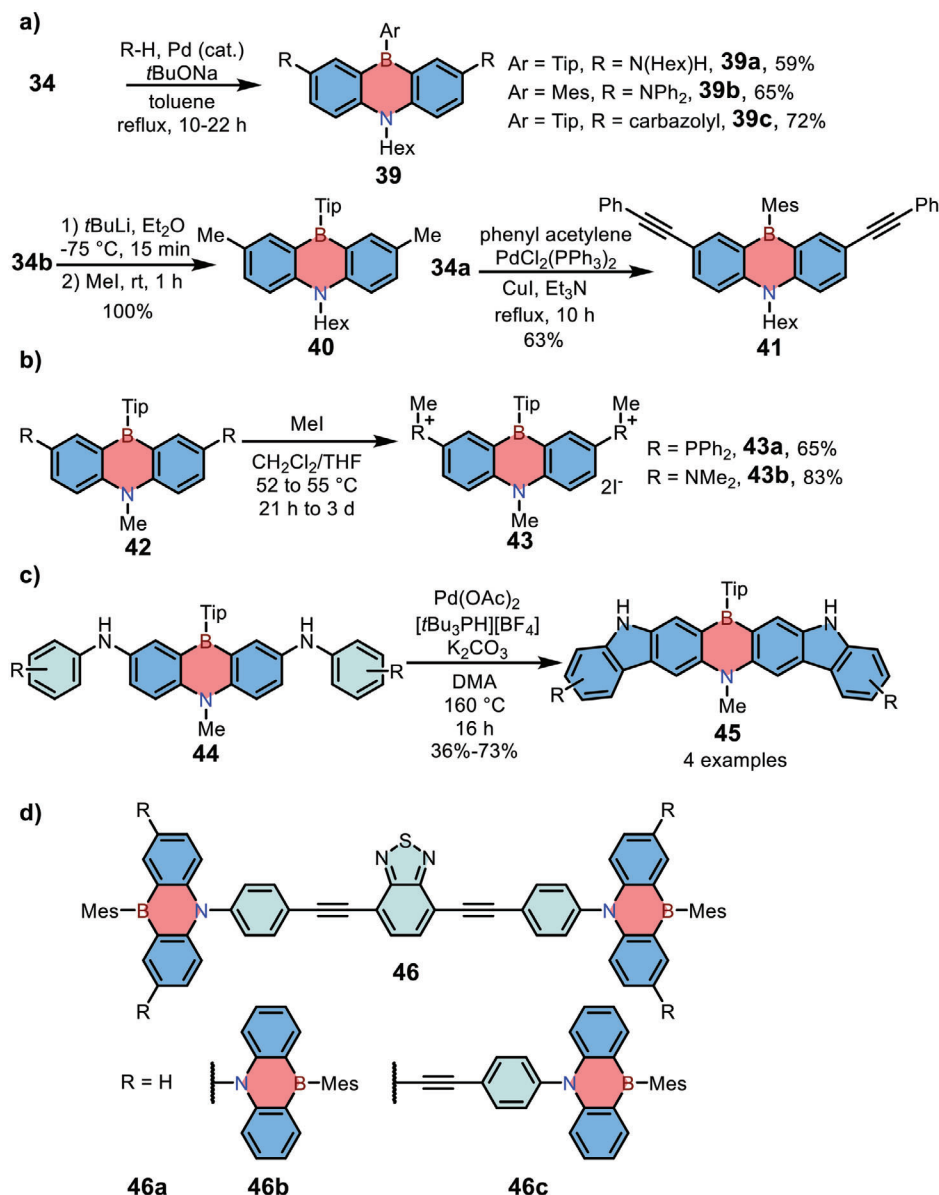 a)
34
R-H, Pd (cat.)
tBuONa
toluene
reflux, 10-22 h
Ar
R B R
N
Hex
39
Ar = Tip, R = N(Hex)H, 39a, 59%
Ar = Mes, R = NPh2, 39b, 65%
Ar = Tip, R = carbazolyl, 39c, 72%
34b
1) tBuLi, Et2O
-75 °C, 15 min
2) MeI, rt, 1 h
100%
Tip
Me B Me
N
Hex
40
34a
phenyl acetylene
PdCl2(PPh3)2
CuI, Et3N
reflux, 10 h
63%
Ph Mes Ph
B
N
Hex
41
b)
Tip
R B R
N
Me
42
MeI
CH2Cl2/THF
52 to 55 °C
21 h to 3 d
Me Tip Me
R+ B R+
N 2I-
Me
43
R = PPh2, 43a, 65%
R = NMe2, 43b, 83%
c)
H Tip H
N B N
R N R
Me
44
Pd(OAc)2
[tBu3PH][BF4]
K2CO3
DMA
160 °C
16 h
36%-73%
Tip
H B H
N N
R N R
Me
45
4 examples
d)
R S R
N N
Mes B N N B Mes
R R
46
R = H
N B Mes
N B Mes
46a 46b 46c